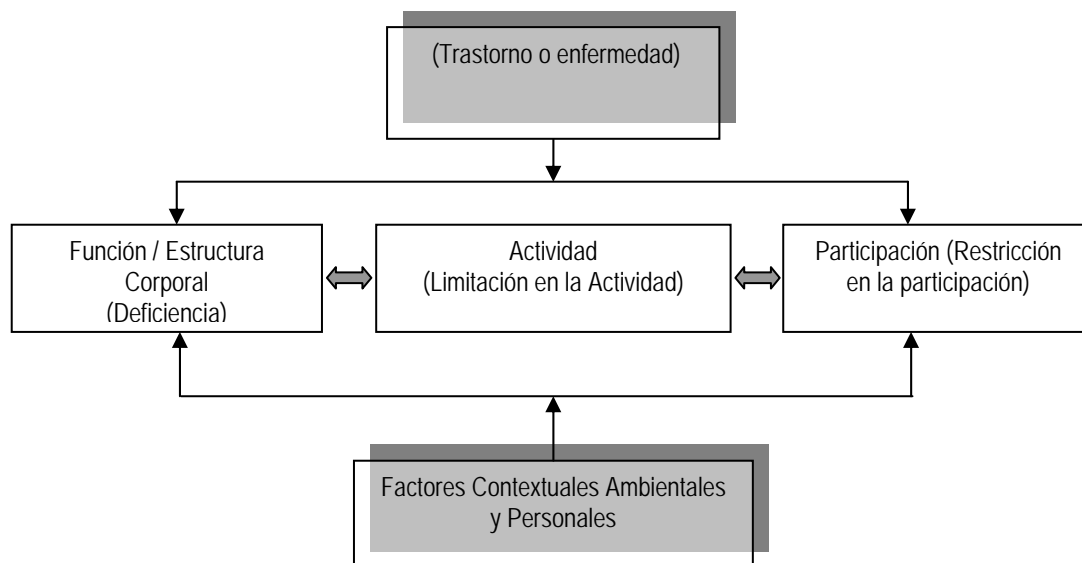 (Trastorno o enfermedad)
Función / Estructura
Corporal
(Deficiencia)
Actividad
(Limitación en la Actividad)
Participación (Restricción
en la participación)
Factores Contextuales Ambientales
y Personales